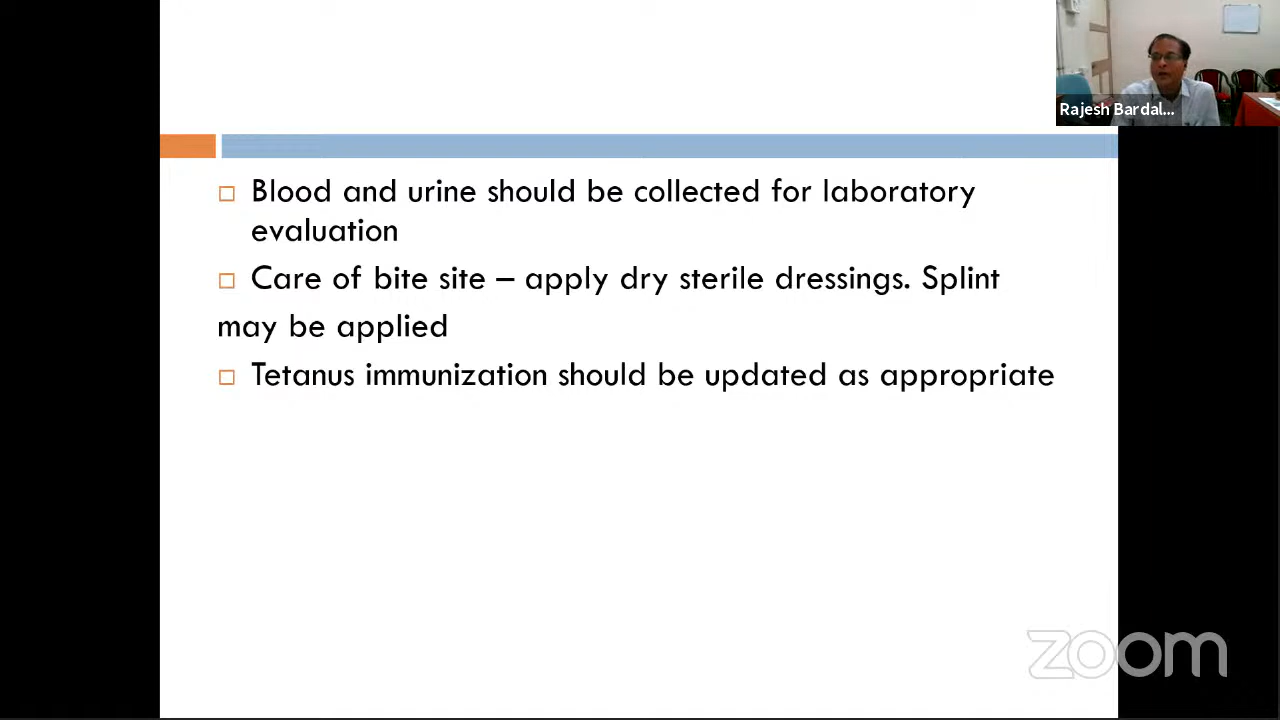 Rajesh Bardal...
Blood and urine should be collected for laboratory
evaluation
Care of bite site – apply dry sterile dressings. Splint
may be applied
Tetanus immunization should be updated as appropriate
zoom